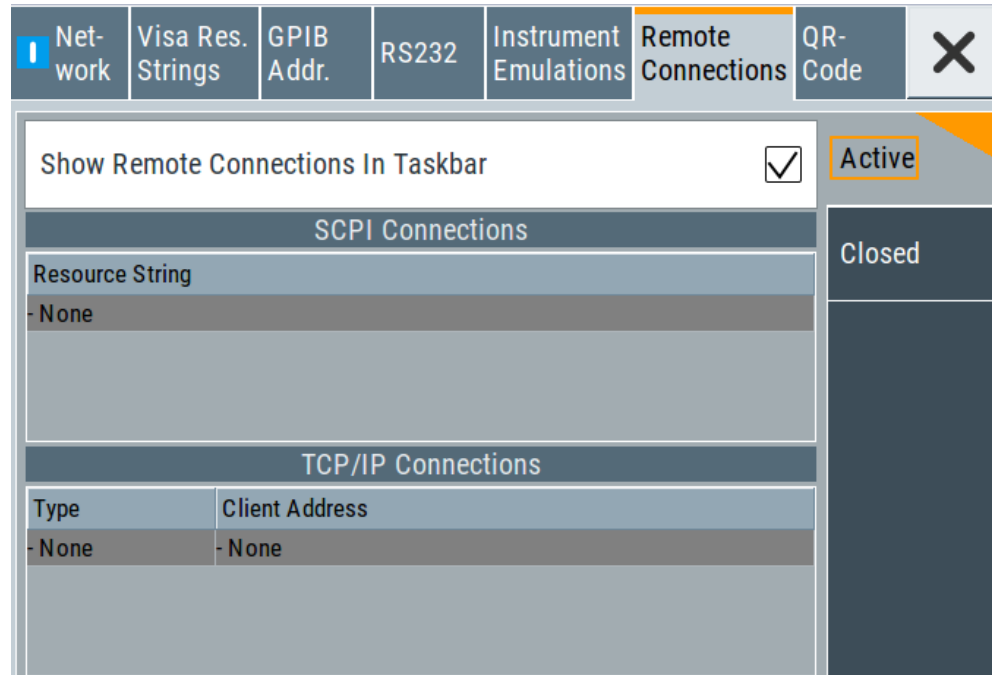 Net-
work
Visa Res.
Strings
GPIB
Addr.
RS232
Instrument
Emulations
Remote
Connections
QR-
Code
Show Remote Connections In Taskbar
Active
SCPI Connections
Closed
Resource String
- None
TCP/IP Connections
Type Client Address
- None - None